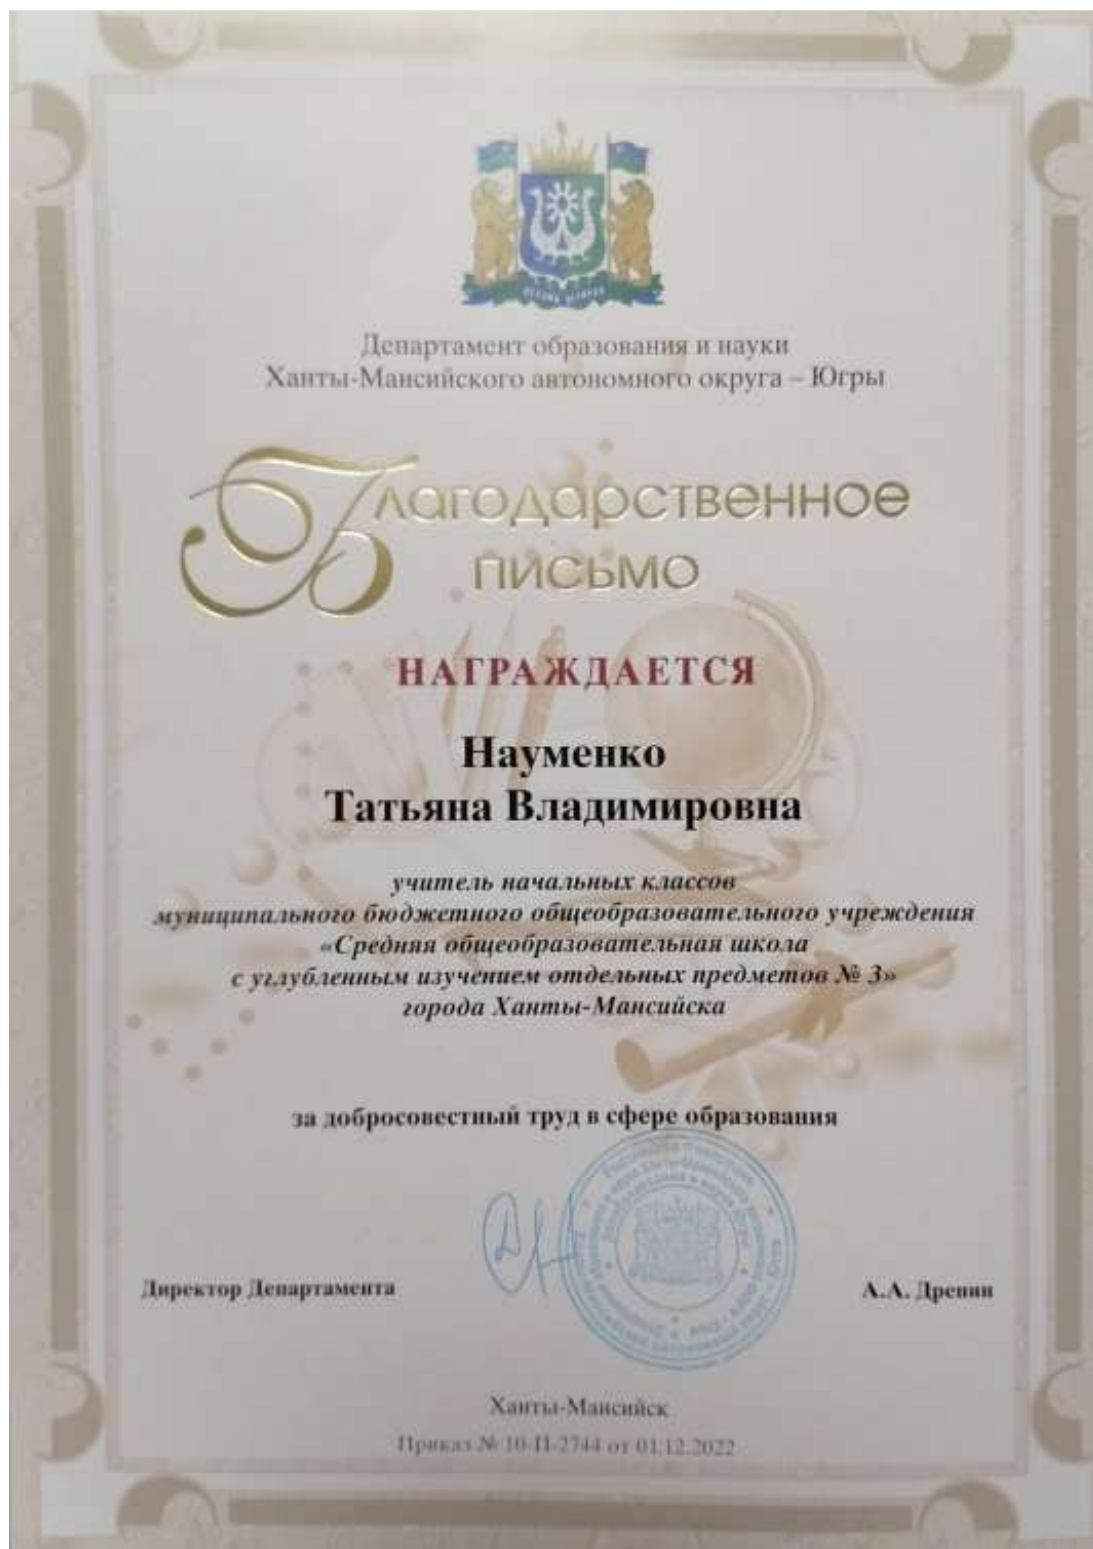 Департамент образования и науки
Ханты-Мансийского автономного округа – Югры
Благодарственное
письмо
НАГРАЖДАЕТСЯ
Науменко
Татьяна Владимировна
учитель начальных классов
муниципального бюджетного общеобразовательного учреждения
«Средняя общеобразовательная школа
с углубленным изучением отдельных предметов № 3»
города Ханты-Мансийска
за добросовестный труд в сфере образования
Директор Департамента
А.А. Дренин
Ханты-Мансийск
Приказ № 10-П-2744 от 01.12.2022